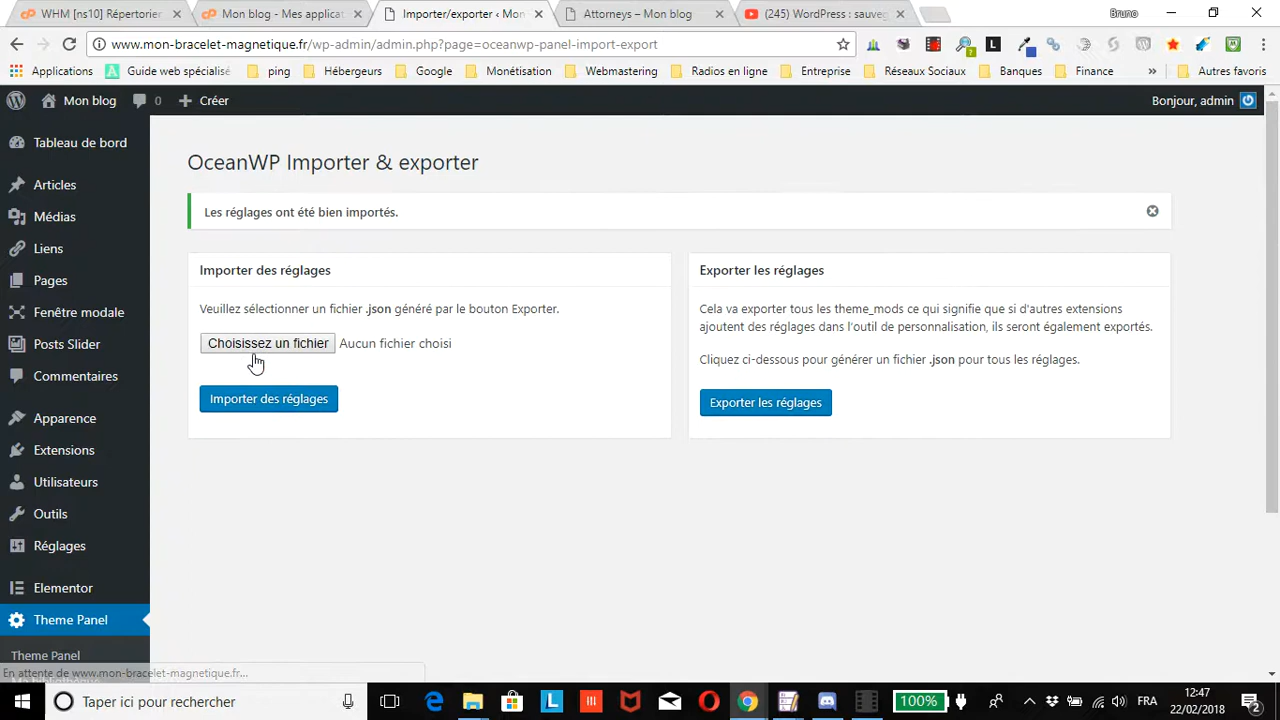 WHM [ns10] Répertorier
Mon blog - Mes applicat
Importer/exporter ‹ Mon
Attorneys – Mon blog
(245) WordPress : sauveg
Bruno
www.mon-bracelet-magnetique.fr/wp-admin/admin.php?page=oceanwp-panel-import-export
Applications
Guide web spécialisé
ping
Hébergeurs
Google
Monétisation
Webmastering
Radios en ligne
Entreprise
Réseaux Sociaux
Banques
Finance
»
Autres favoris
Mon blog
0
Créer
Bonjour, admin
Tableau de bord
Articles
Médias
Liens
Pages
Fenêtre modale
Posts Slider
Commentaires
Apparence
Extensions
Utilisateurs
Outils
Réglages
Elementor
Theme Panel
Theme Panel
OceanWP Importer & exporter
Les réglages ont été bien importés.
Importer des réglages
Veuillez sélectionner un fichier .json généré par le bouton Exporter.
Choisissez un fichier Aucun fichier choisi
Importer des réglages
Exporter les réglages
Cela va exporter tous les theme_mods ce qui signifie que si d'autres extensions
ajoutent des réglages dans l'outil de personnalisation, ils seront également exportés.
Cliquez ci-dessous pour générer un fichier .json pour tous les réglages.
Exporter les réglages
En attente de www.mon-bracelet-magnetique.fr...
Taper ici pour rechercher
100%
FRA
12:47
22/02/2018
2